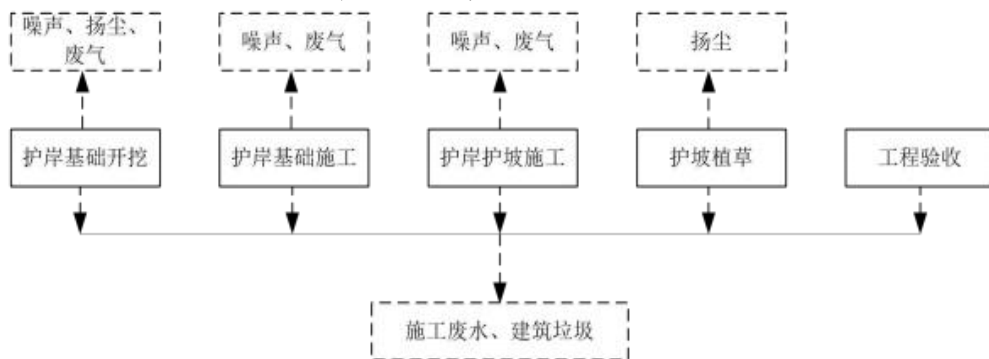 噪声、扬尘、
废气
噪声、废气
噪声、废气
扬尘
护岸基础开挖
护岸基础施工
护岸护坡施工
护坡植草
工程验收
施工废水、建筑垃圾